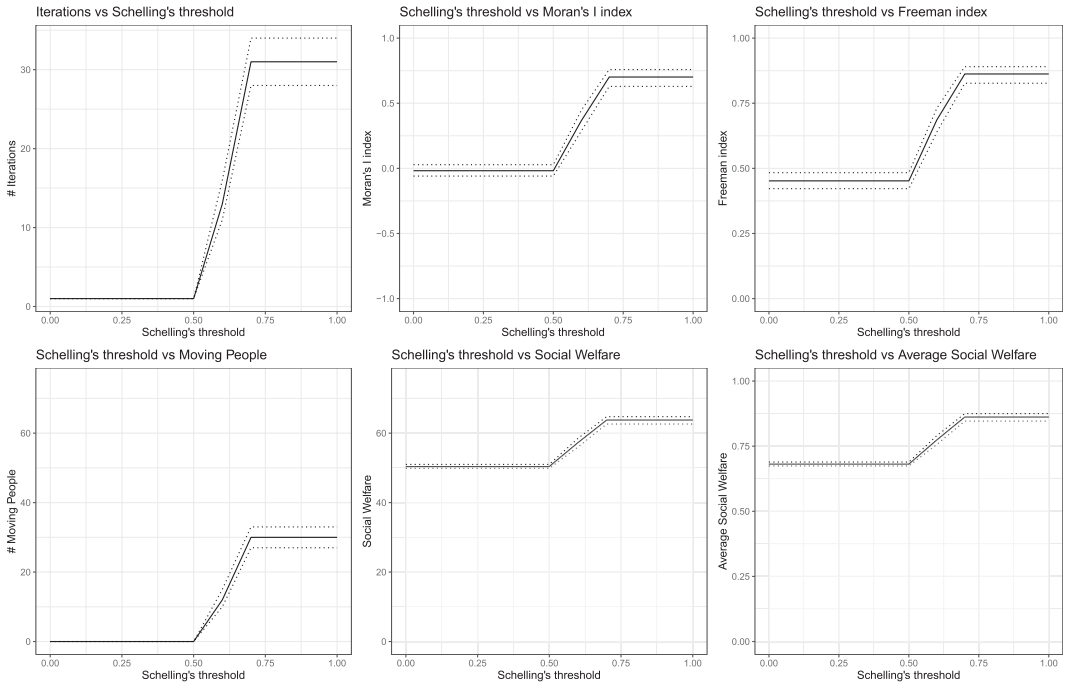 Iterations vs Schelling's threshold
# Iterations
30
20
10
0
0.00 0.25 0.50 0.75 1.00
Schelling's threshold
Schelling's threshold vs Moran's I index
Moran's I index
1.0
0.5
0.0
−0.5
−1.0
0.00 0.25 0.50 0.75 1.00
Schelling's threshold
Schelling's threshold vs Freeman index
Freeman index
1.00
0.75
0.50
0.25
0.00
0.00 0.25 0.50 0.75 1.00
Schelling's threshold
Schelling's threshold vs Moving People
# Moving People
60
40
20
0
0.00 0.25 0.50 0.75 1.00
Schelling's threshold
Schelling's threshold vs Social Welfare
Social Welfare
60
40
20
0
0.00 0.25 0.50 0.75 1.00
Schelling's threshold
Schelling's threshold vs Average Social Welfare
Average Social Welfare
1.00
0.75
0.50
0.25
0.00
0.00 0.25 0.50 0.75 1.00
Schelling's threshold